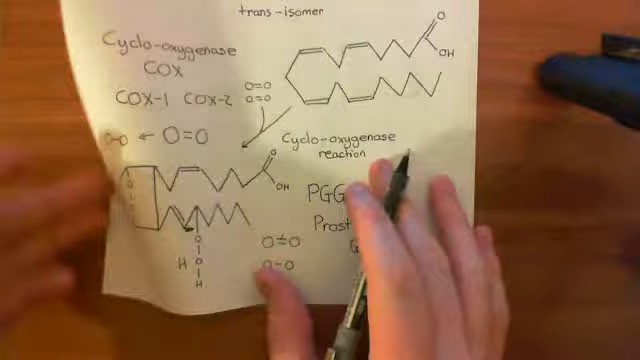 trans-isomer
Cyclo-oxygenase
COX
COX-1 COX-2
O
OH
O=O
O=O
O-O ← O=O
Cyclo-oxygenase
reaction
O
OH
O
O
O
O
H
H
PGG
Prost
O=O
O-O
G